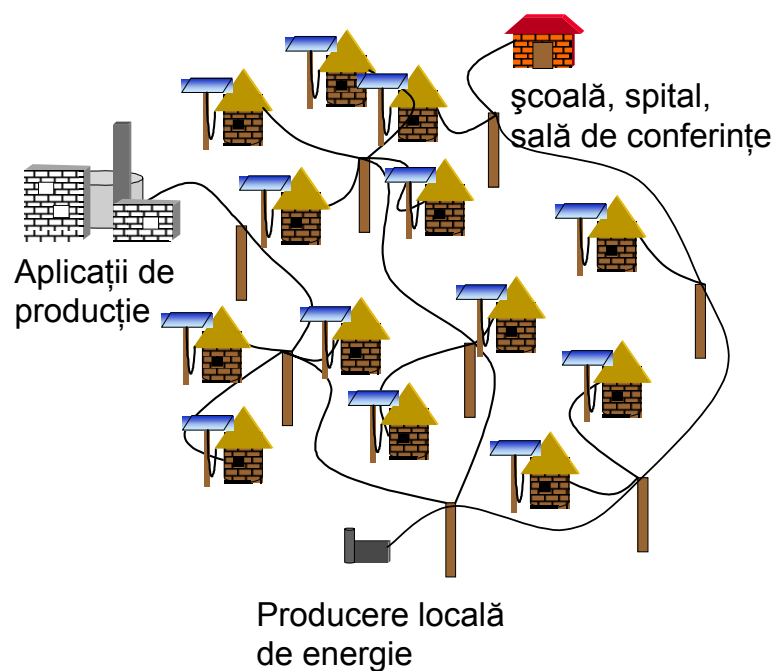 şcoală, spital,
sală de conferințe
Aplicații de
producție
Producere locală
de energie